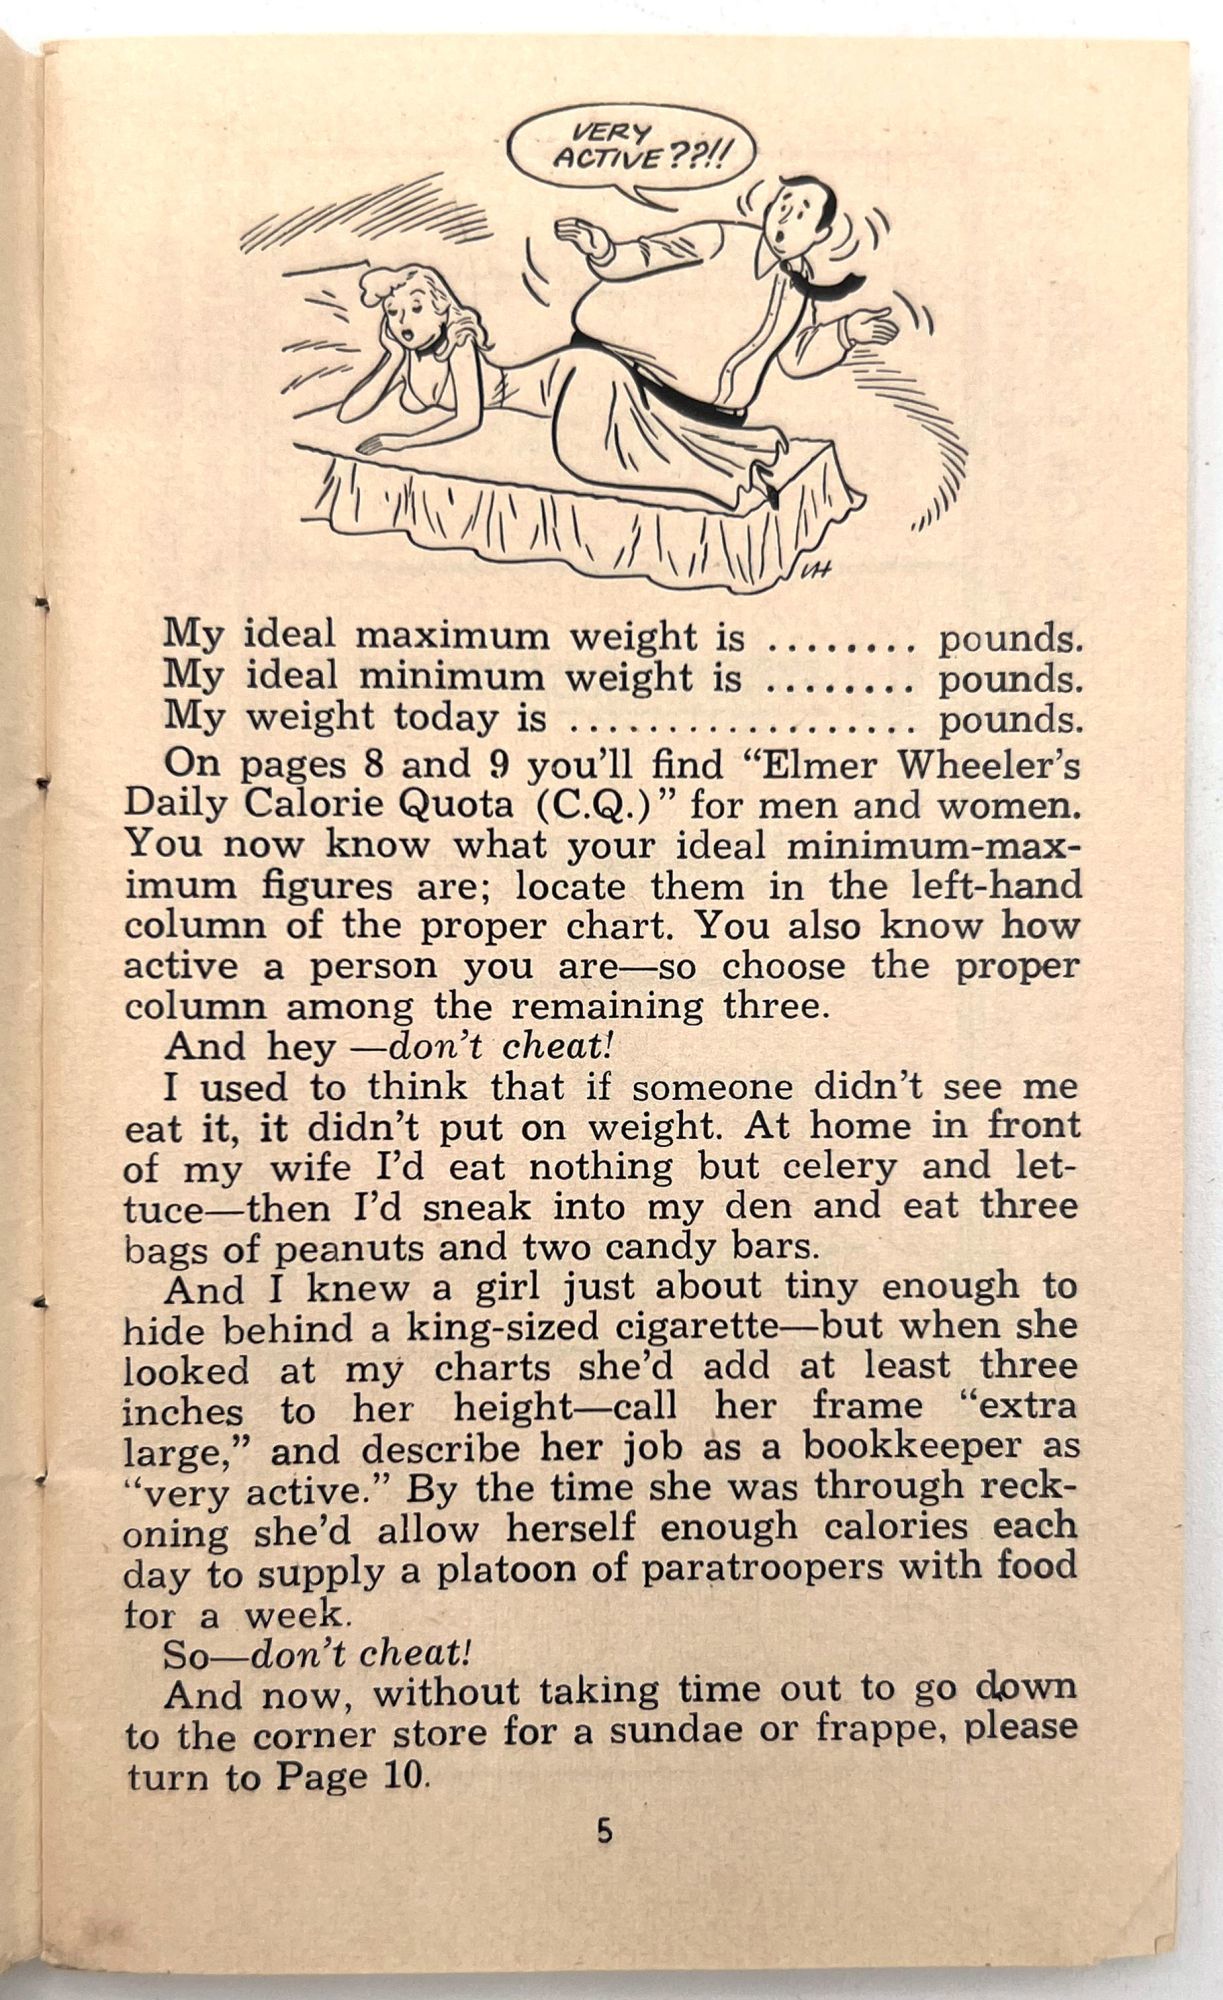 VERY
ACTIVE??!!
VH
My ideal maximum weight is ........ pounds.
My ideal minimum weight is ........ pounds.
My weight today is .................. pounds.
On pages 8 and 9 you'll find “Elmer Wheeler's
Daily Calorie Quota (C.Q.)” for men and women.
You now know what your ideal minimum-max-
imum figures are; locate them in the left-hand
column of the proper chart. You also know how
active a person you are—so choose the proper
column among the remaining three.
And hey —don't cheat!
I used to think that if someone didn't see me
eat it, it didn't put on weight. At home in front
of my wife I'd eat nothing but celery and let-
tuce—then I'd sneak into my den and eat three
bags of peanuts and two candy bars.
And I knew a girl just about tiny enough to
hide behind a king-sized cigarette—but when she
looked at my charts she'd add at least three
inches to her height—call her frame “extra
large,” and describe her job as a bookkeeper as
“very active.” By the time she was through reck-
oning she'd allow herself enough calories each
day to supply a platoon of paratroopers with food
for a week.
So—don't cheat!
And now, without taking time out to go down
to the corner store for a sundae or frappe, please
turn to Page 10.
5